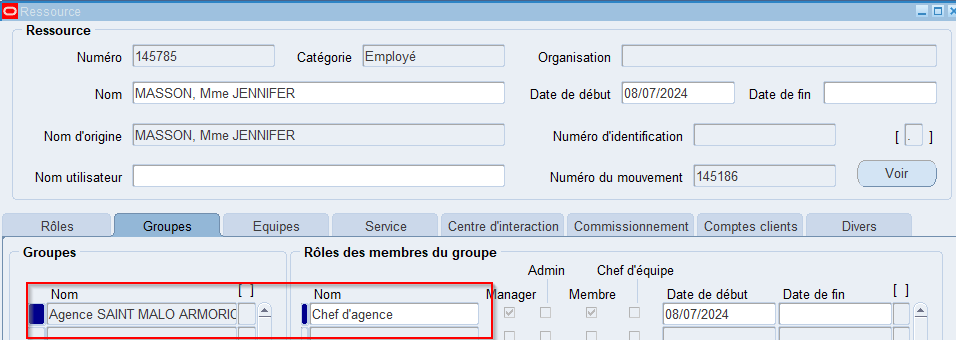 Ressource
Ressource
Numéro 145785 Catégorie Employé Organisation
Nom MASSON, Mme JENNIFER Date de début 08/07/2024 Date de fin
Nom d'origine MASSON, Mme JENNIFER Numéro d'identification [ . ]
Nom utilisateur Numéro du mouvement 145186 Voir
Rôles Groupes Equipes Service Centre d'interaction Commissionnement Comptes clients Divers
Groupes Rôles des membres du groupe
Admin Chef d'équipe
Nom [ ] Nom Manager Membre Date de début Date de fin [ ]
Agence SAINT MALO ARMORIC Chef d'agence 08/07/2024